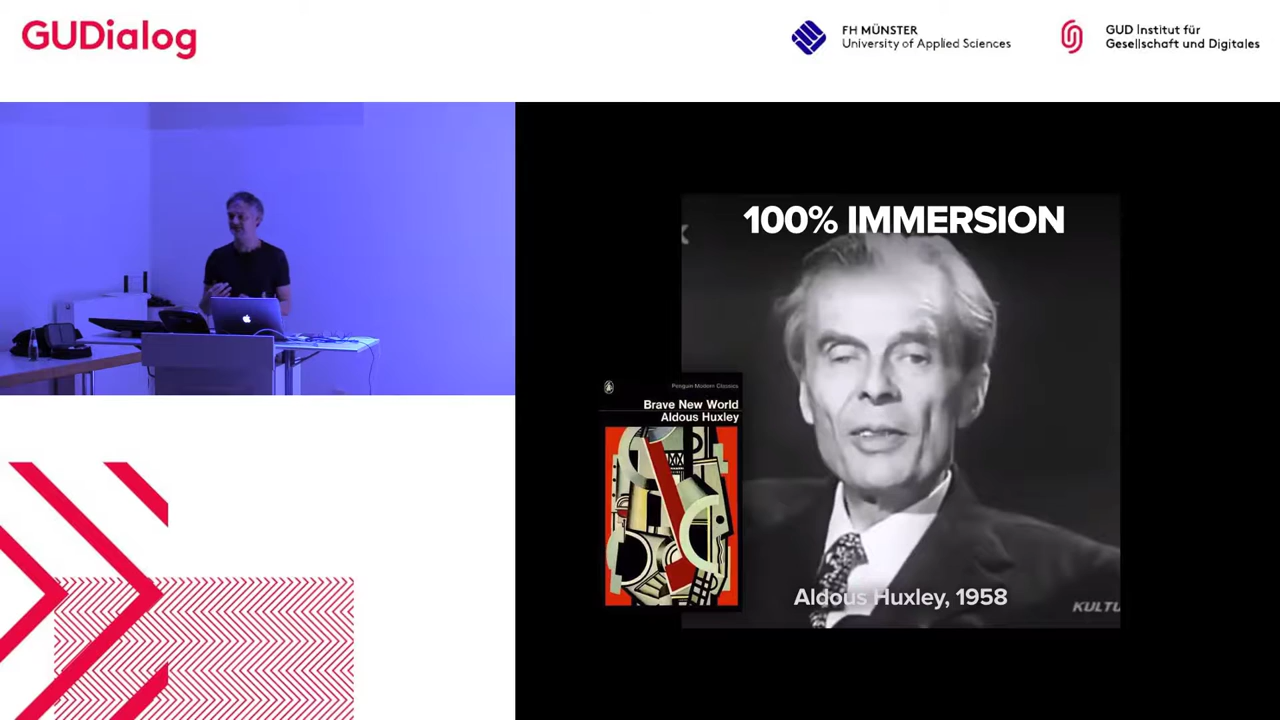 GUDialog
FH MÜNSTER
University of Applied Sciences
GUD Institut für
Gesellschaft und Digitales
100% IMMERSION
Penguin Modern Classics
Brave New World
Aldous Huxley
Aldous Huxley, 1958
KULTU